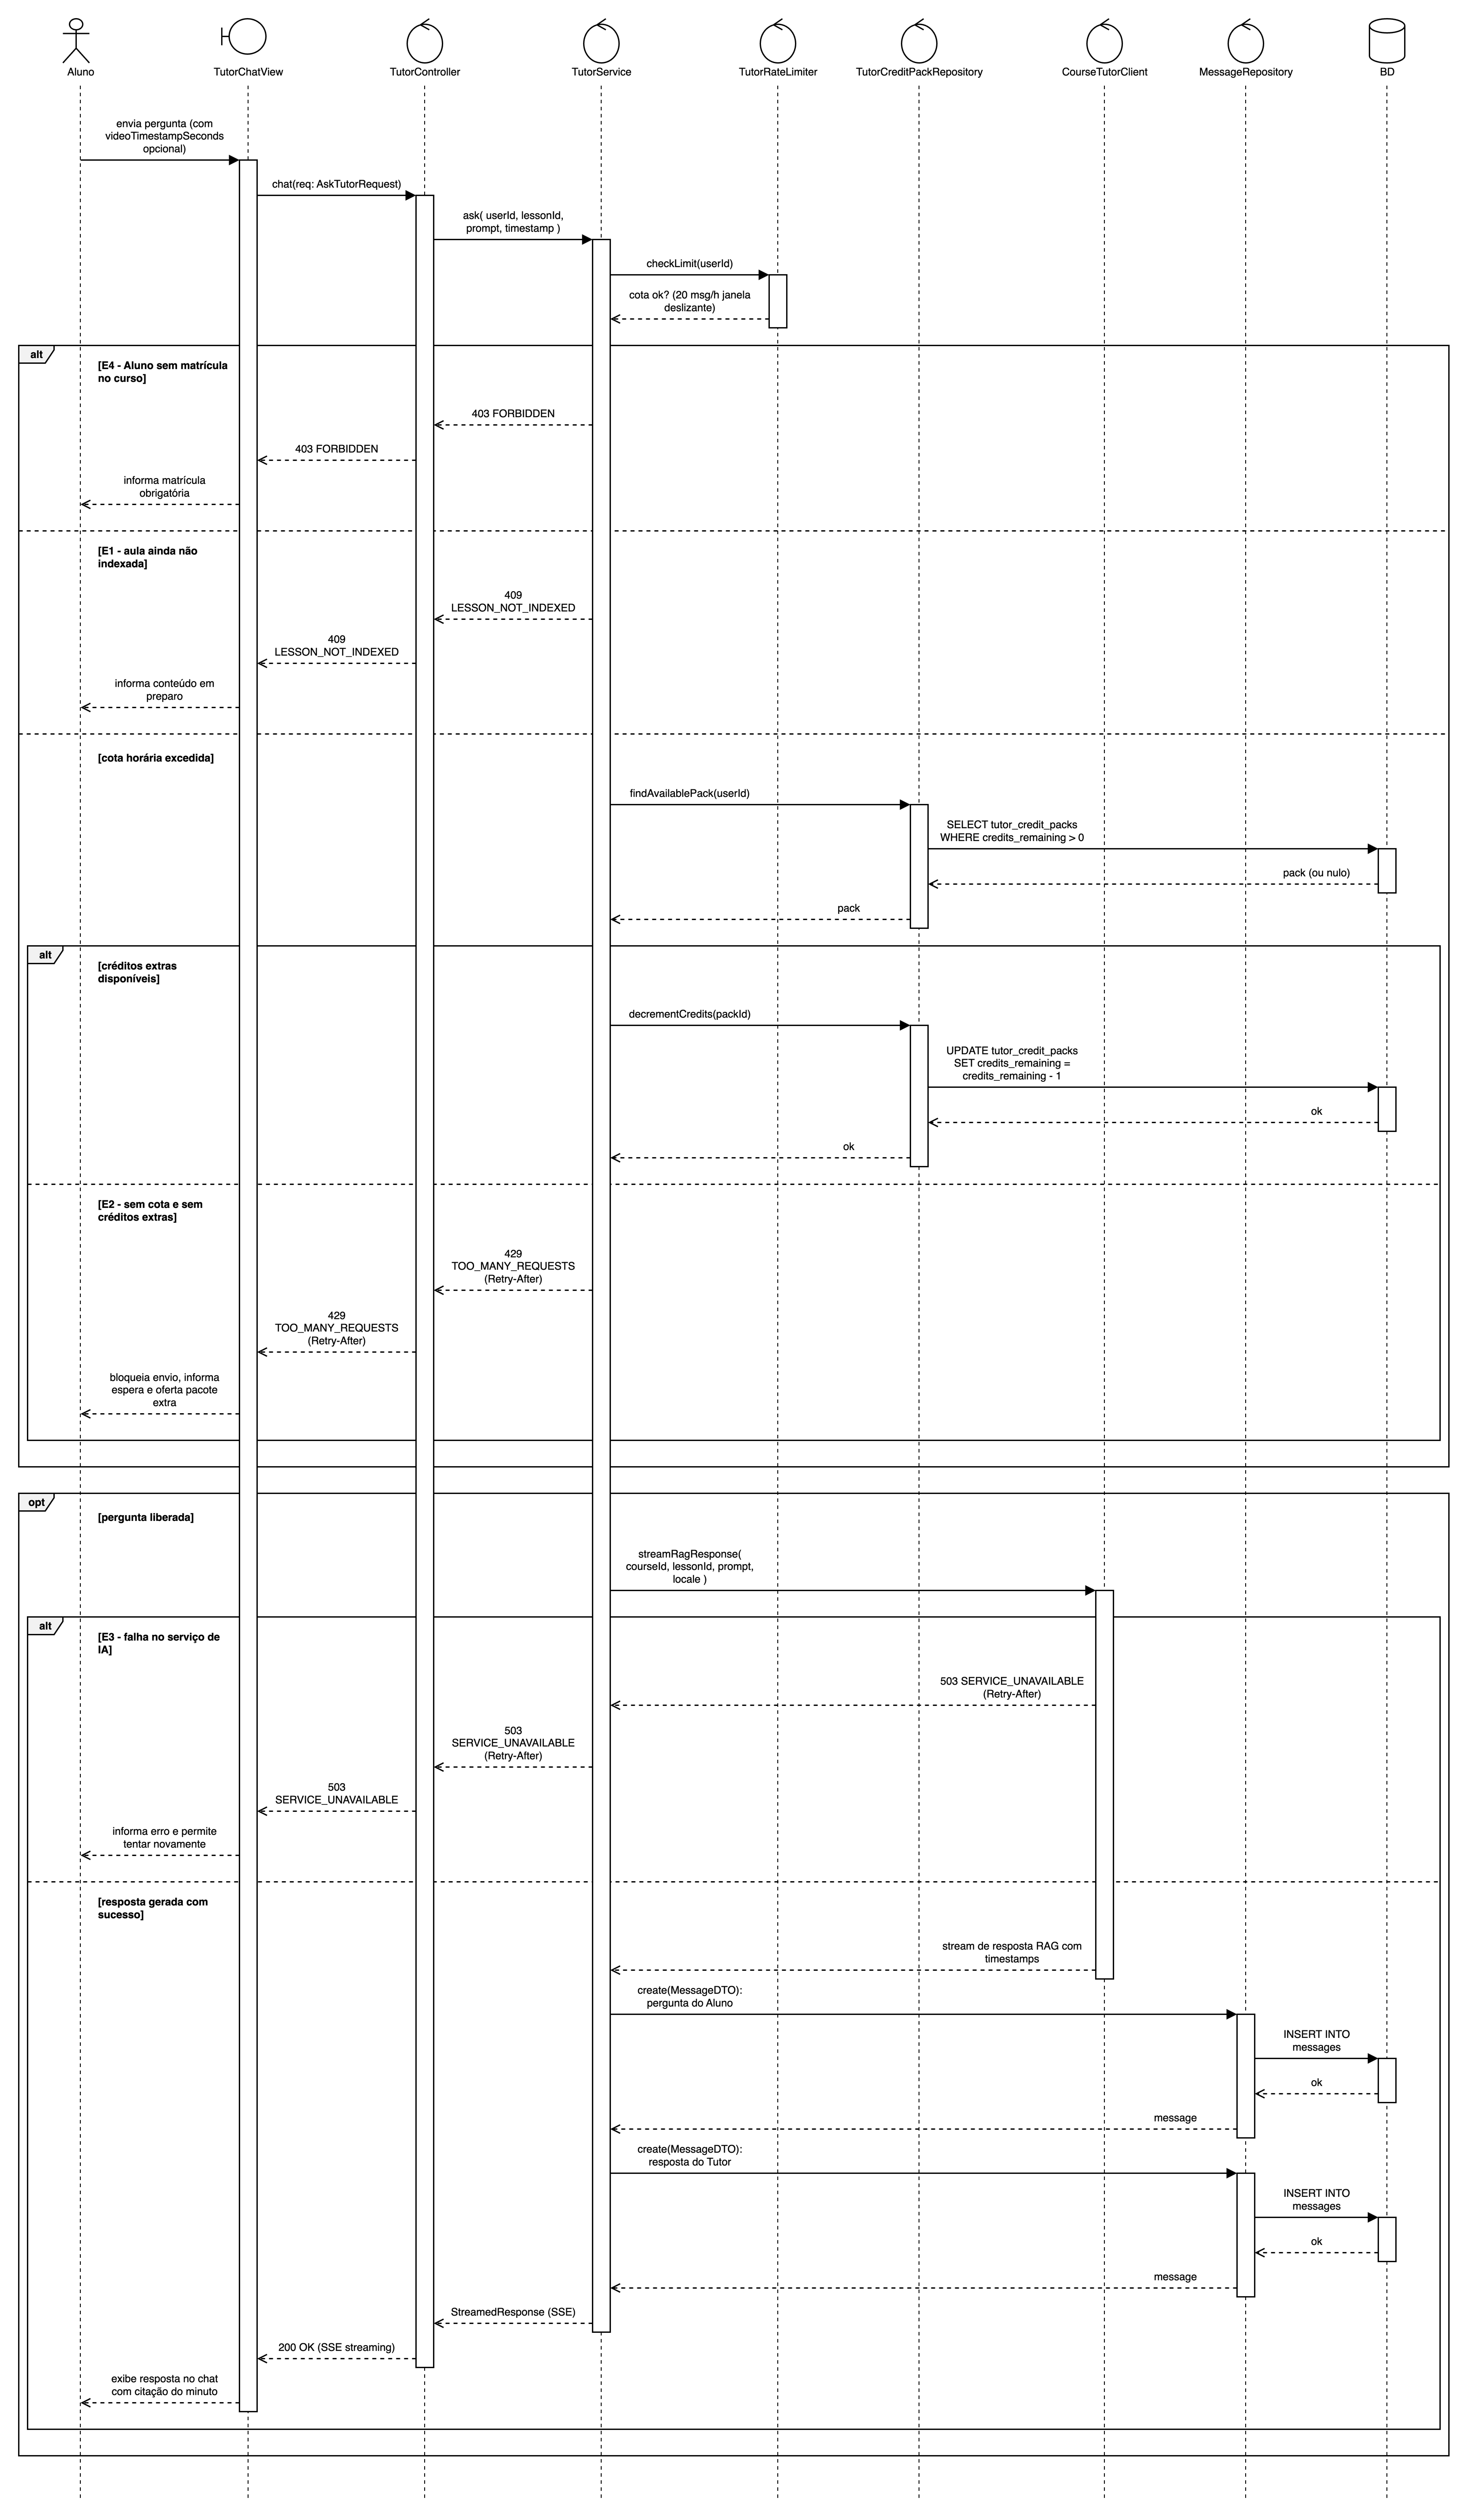 Aluno
TutorChatView
TutorController
TutorService
TutorRateLimiter
TutorCreditPackRepository
CourseTutorClient
MessageRepository
BD
envia pergunta (com
videoTimestampSeconds
opcional)
chat(req: AskTutorRequest)
ask( userId, lessonId,
prompt, timestamp )
checkLimit(userId)
cota ok? (20 msg/h janela
deslizante)
alt
[E4 - Aluno sem matrícula
no curso]
403 FORBIDDEN
403 FORBIDDEN
informa matrícula
obrigatória
[E1 - aula ainda não
indexada]
409
LESSON_NOT_INDEXED
409
LESSON_NOT_INDEXED
informa conteúdo em
preparo
[cota horária excedida]
findAvailablePack(userId)
SELECT tutor_credit_packs
WHERE credits_remaining > 0
pack (ou nulo)
pack
alt
[créditos extras
disponíveis]
decrementCredits(packId)
UPDATE tutor_credit_packs
SET credits_remaining =
credits_remaining - 1
ok
ok
[E2 - sem cota e sem
créditos extras]
429
TOO_MANY_REQUESTS
(Retry-After)
429
TOO_MANY_REQUESTS
(Retry-After)
bloqueia envio, informa
espera e oferta pacote
extra
opt
[pergunta liberada]
streamRagResponse(
courseId, lessonId, prompt,
locale )
alt
[E3 - falha no serviço de
IA]
503 SERVICE_UNAVAILABLE
(Retry-After)
503
SERVICE_UNAVAILABLE
(Retry-After)
503
SERVICE_UNAVAILABLE
informa erro e permite
tentar novamente
[resposta gerada com
sucesso]
stream de resposta RAG com
timestamps
create(MessageDTO):
pergunta do Aluno
INSERT INTO
messages
ok
message
create(MessageDTO):
resposta do Tutor
INSERT INTO
messages
ok
message
StreamedResponse (SSE)
200 OK (SSE streaming)
exibe resposta no chat
com citação do minuto